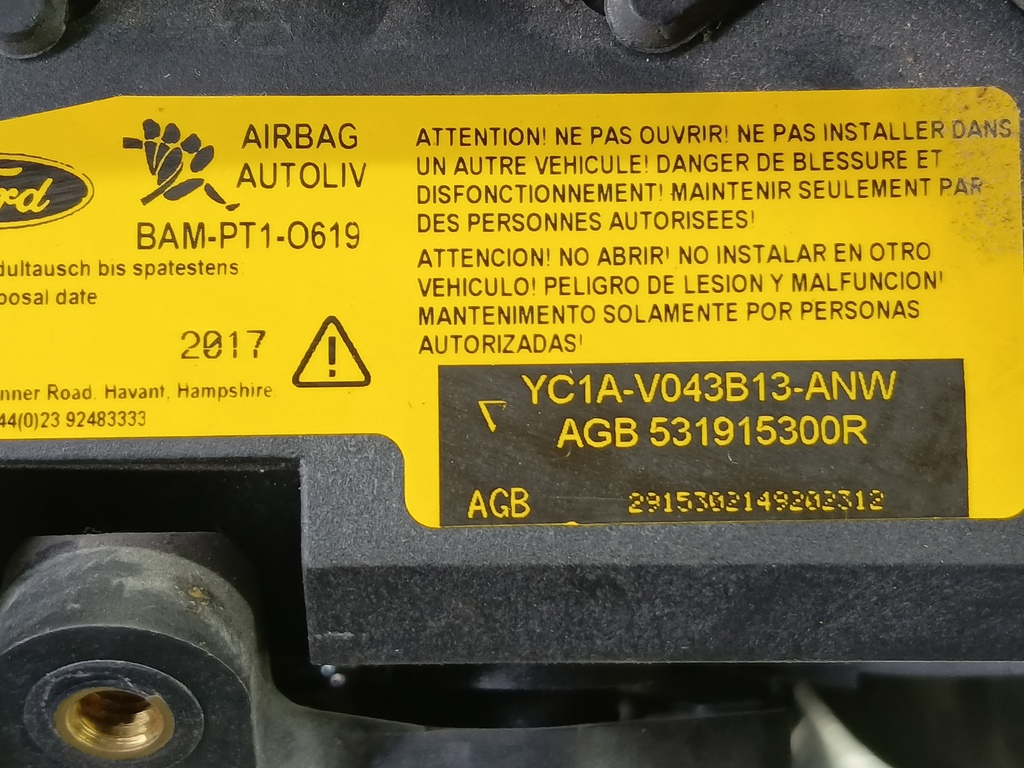 AIRBAG
AUTOLIV
BAM-PT1-O619
dultausch bis spatestens
posal date
2017
nner Road, Havant, Hampshire
44(0)23 92483333
ATTENTION! NE PAS OUVRIR! NE PAS INSTALLER DANS
UN AUTRE VEHICULE! DANGER DE BLESSURE ET
DISFONCTIONNEMENT! MAINTENIR SEULEMENT PAR
DES PERSONNES AUTORISEES!
ATTENCION! NO ABRIR! NO INSTALAR EN OTRO
VEHICULO! PELIGRO DE LESION Y MALFUNCION!
MANTENIMENTO SOLAMENTE POR PERSONAS
AUTORIZADAS!
YC1A-V043B13-ANW
AGB 531915300R
AGB 2915302149202312